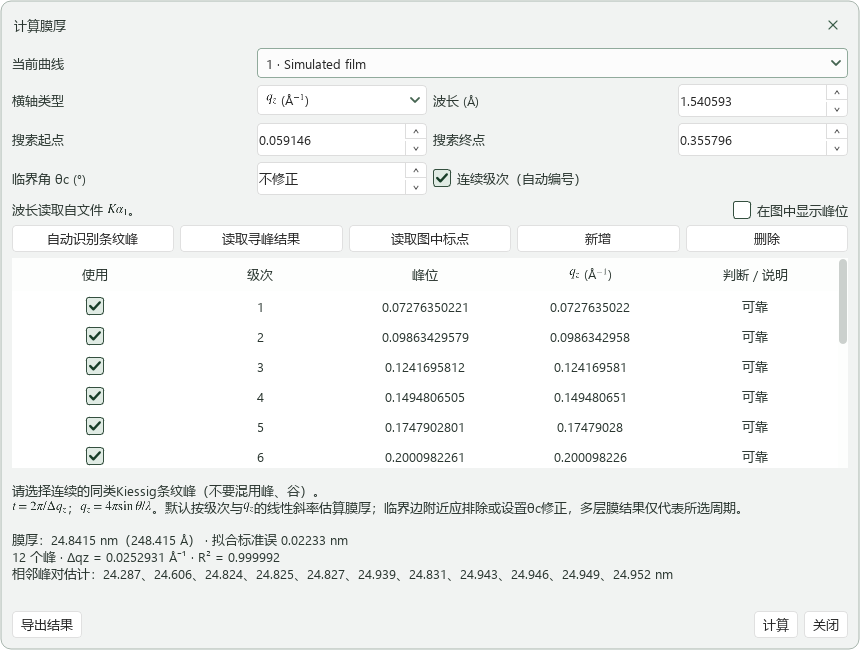 计算膜厚
当前曲线 1 · Simulated film
横轴类型 qz (Å⁻¹) 波长 (Å) 1.540593
搜索起点 0.059146 搜索终点 0.355796
临界角 θc (°) 不修正 连续级次（自动编号）
波长读取自文件 Kα₁。 在图中显示峰位
自动识别条纹峰 读取寻峰结果 读取图中标点 新增 删除
使用 级次 峰位 qz (Å⁻¹) 判断 / 说明
1 0.07276350221 0.0727635022 可靠
2 0.09863429579 0.0986342958 可靠
3 0.1241695812 0.124169581 可靠
4 0.1494806505 0.149480651 可靠
5 0.1747902801 0.17479028 可靠
6 0.2000982261 0.200098226 可靠
请选择连续的同类Kiessig条纹峰（不要混用峰、谷）。
t = 2π/Δqz；qz = 4πsin θ/λ。默认按级次与qz的线性斜率估算膜厚；临界边附近应排除或设置θc修正，多层膜结果仅代表所选周期。
膜厚：24.8415 nm（248.415 Å） · 拟合标准误 0.02233 nm
12 个峰 · Δqz = 0.0252931 Å⁻¹ · R² = 0.999992
相邻峰对估计：24.287、24.606、24.824、24.825、24.827、24.939、24.831、24.943、24.946、24.949、24.952 nm
导出结果 计算 关闭